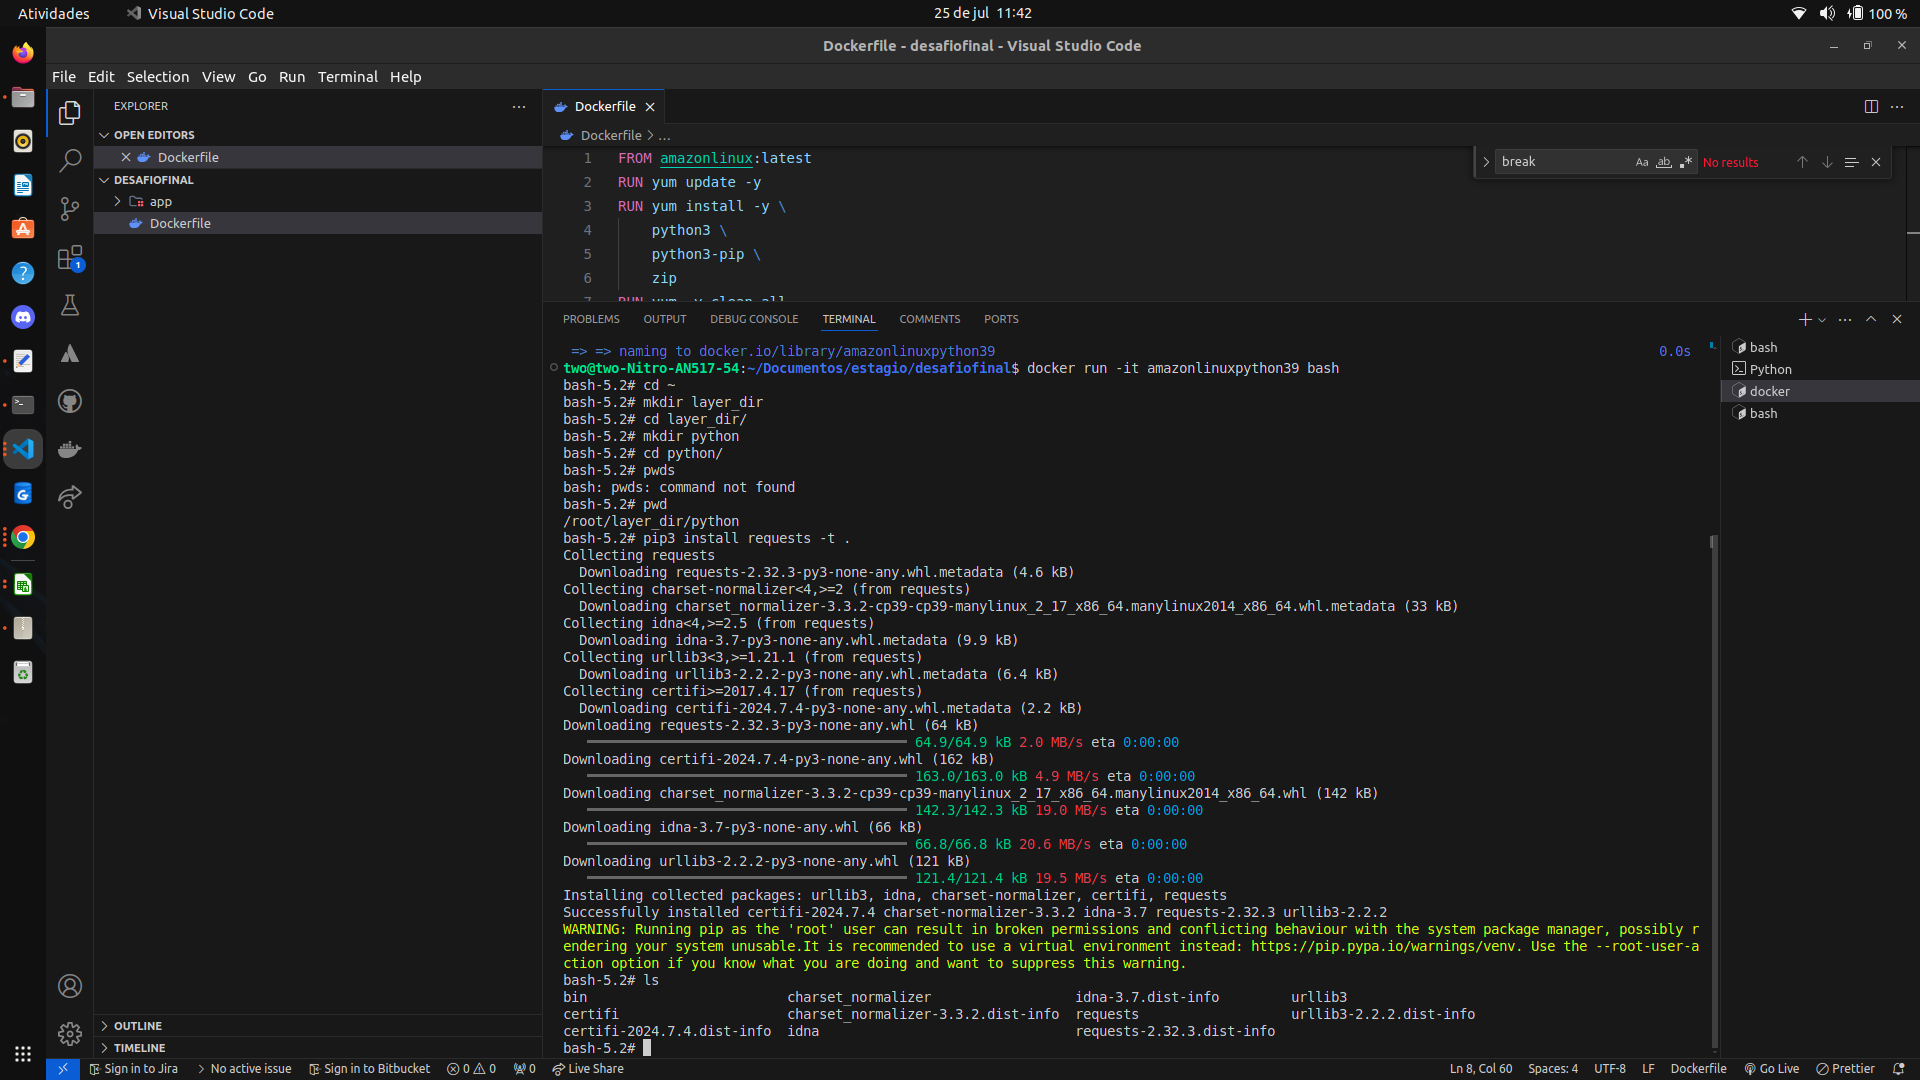 Atividades
Visual Studio Code
25 de jul 11:42
100 %
Dockerfile - desafiofinal - Visual Studio Code
File Edit Selection View Go Run Terminal Help
EXPLORER
OPEN EDITORS
Dockerfile
DESAFIOFINAL
app
Dockerfile
OUTLINE
TIMELINE
1
Dockerfile
Dockerfile > ...
1 FROM amazonlinux:latest
2 RUN yum update -y
3 RUN yum install -y \
4 python3 \
5 python3-pip \
6 zip
7 RUN yum -y clean all
break
Aa ab .*
No results
PROBLEMS OUTPUT DEBUG CONSOLE TERMINAL COMMENTS PORTS
=> => naming to docker.io/library/amazonlinuxpython39 0.0s
two@two-Nitro-AN517-54:~/Documentos/estagio/desafiofinal$ docker run -it amazonlinuxpython39 bash
bash-5.2# cd ~
bash-5.2# mkdir layer_dir
bash-5.2# cd layer_dir/
bash-5.2# mkdir python
bash-5.2# cd python/
bash-5.2# pwds
bash: pwds: command not found
bash-5.2# pwd
/root/layer_dir/python
bash-5.2# pip3 install requests -t .
Collecting requests
Downloading requests-2.32.3-py3-none-any.whl.metadata (4.6 kB)
Collecting charset-normalizer<4,>=2 (from requests)
Downloading charset_normalizer-3.3.2-cp39-cp39-manylinux_2_17_x86_64.manylinux2014_x86_64.whl.metadata (33 kB)
Collecting idna<4,>=2.5 (from requests)
Downloading idna-3.7-py3-none-any.whl.metadata (9.9 kB)
Collecting urllib3<3,>=1.21.1 (from requests)
Downloading urllib3-2.2.2-py3-none-any.whl.metadata (6.4 kB)
Collecting certifi>=2017.4.17 (from requests)
Downloading certifi-2024.7.4-py3-none-any.whl.metadata (2.2 kB)
Downloading requests-2.32.3-py3-none-any.whl (64 kB)
64.9/64.9 kB 2.0 MB/s eta 0:00:00
Downloading certifi-2024.7.4-py3-none-any.whl (162 kB)
163.0/163.0 kB 4.9 MB/s eta 0:00:00
Downloading charset_normalizer-3.3.2-cp39-cp39-manylinux_2_17_x86_64.manylinux2014_x86_64.whl (142 kB)
142.3/142.3 kB 19.0 MB/s eta 0:00:00
Downloading idna-3.7-py3-none-any.whl (66 kB)
66.8/66.8 kB 20.6 MB/s eta 0:00:00
Downloading urllib3-2.2.2-py3-none-any.whl (121 kB)
121.4/121.4 kB 19.5 MB/s eta 0:00:00
Installing collected packages: urllib3, idna, charset-normalizer, certifi, requests
Successfully installed certifi-2024.7.4 charset-normalizer-3.3.2 idna-3.7 requests-2.32.3 urllib3-2.2.2
WARNING: Running pip as the 'root' user can result in broken permissions and conflicting behaviour with the system package manager, possibly r
endering your system unusable.It is recommended to use a virtual environment instead: https://pip.pypa.io/warnings/venv. Use the --root-user-a
ction option if you know what you are doing and want to suppress this warning.
bash-5.2# ls
bin charset_normalizer idna-3.7.dist-info urllib3
certifi charset_normalizer-3.3.2.dist-info requests urllib3-2.2.2.dist-info
certifi-2024.7.4.dist-info idna requests-2.32.3.dist-info
bash-5.2#
bash
Python
docker
bash
Sign in to Jira > No active issue Sign in to Bitbucket 0 0 0 Live Share Ln 8, Col 60 Spaces: 4 UTF-8 LF Dockerfile Go Live Prettier